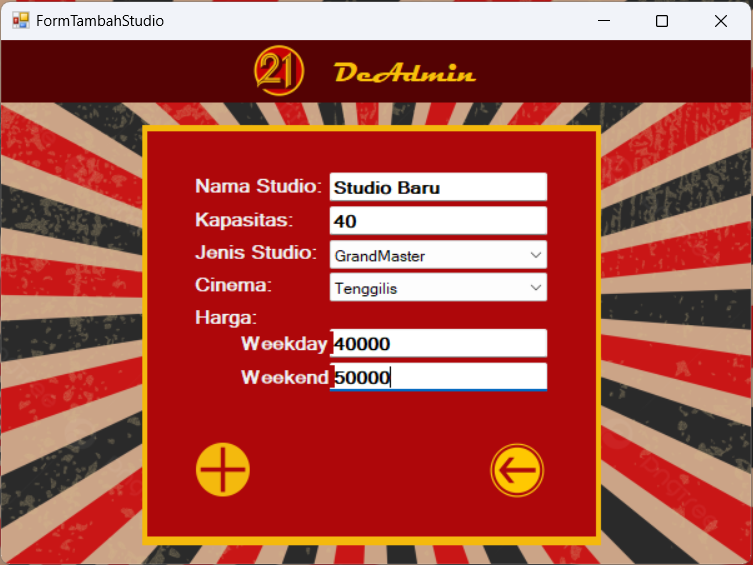 FormTambahStudio
21 DeAdmin
Nama Studio: Studio Baru
Kapasitas: 40
Jenis Studio: GrandMaster
Cinema: Tenggilis
Harga:
Weekday 40000
Weekend 50000